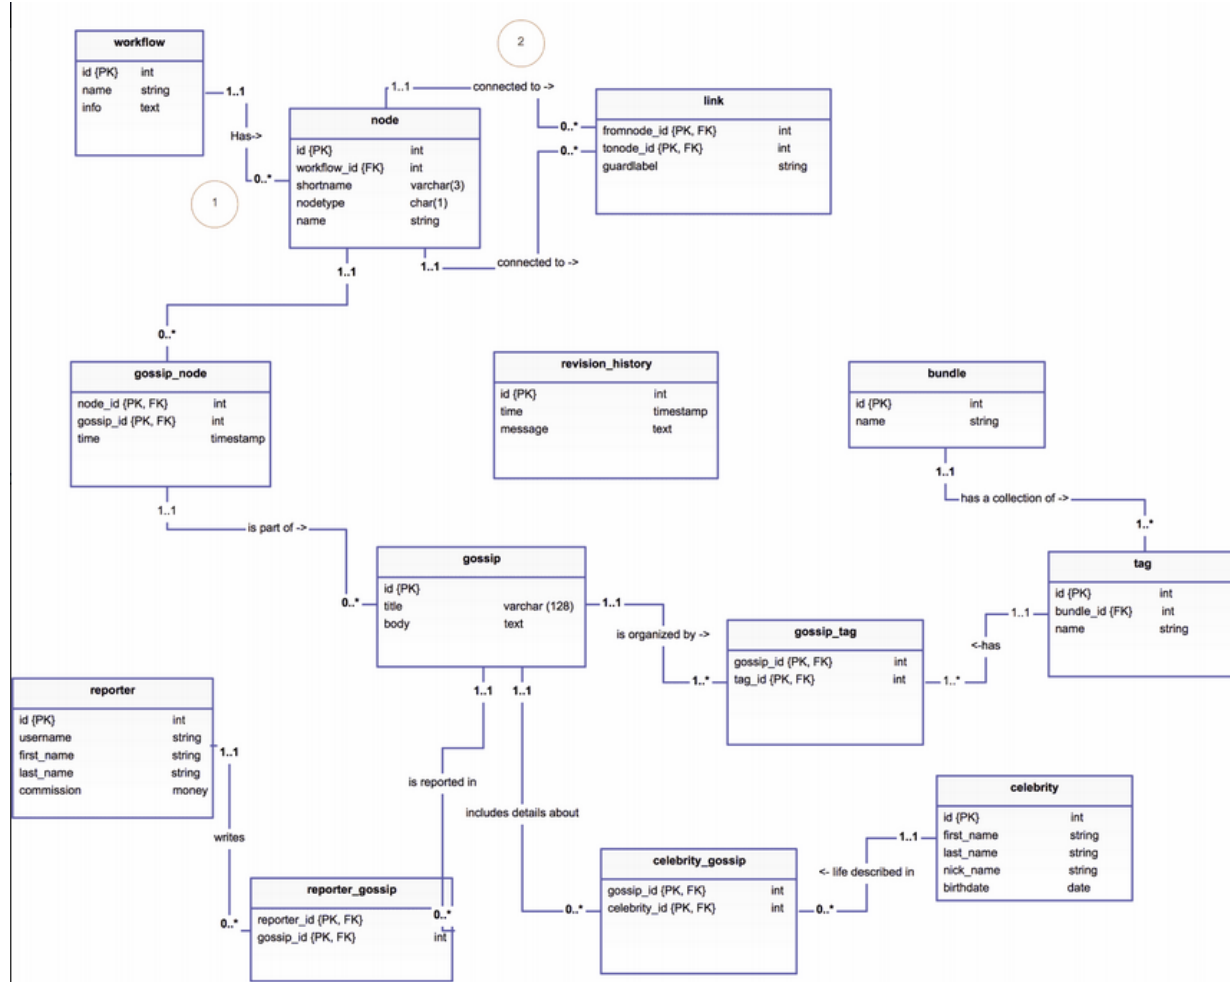 workflow
id {PK} int
name string
info text
1..1
Has->
0..*
1
2
node
id {PK} int
workflow_id {FK} int
shortname varchar(3)
nodetype char(1)
name string
1..1
connected to ->
0..*
link
fromnode_id {PK, FK} int
tonode_id {PK, FK} int
guardlabel string
0..*
1..1
connected to ->
1..1
0..*
gossip_node
node_id {PK, FK} int
gossip_id {PK, FK} int
time timestamp
revision_history
id {PK} int
time timestamp
message text
bundle
id {PK} int
name string
1..1
has a collection of ->
1..*
1..1
is part of ->
0..*
gossip
id {PK}
title varchar (128)
body text
1..1
is organized by ->
1..*
gossip_tag
gossip_id {PK, FK} int
tag_id {PK, FK} int
1..*
<-has
1..1
tag
id {PK} int
bundle_id {FK} int
name string
reporter
id {PK} int
username string
first_name string
last_name string
commission money
1..1
writes
0..*
1..1
is reported in
0..*
reporter_gossip
reporter_id {PK, FK}
gossip_id {PK, FK} int
1..1
includes details about
0..*
celebrity_gossip
gossip_id {PK, FK} int
celebrity_id {PK, FK} int
0..*
<- life described in
1..1
celebrity
id {PK} int
first_name string
last_name string
nick_name string
birthdate date